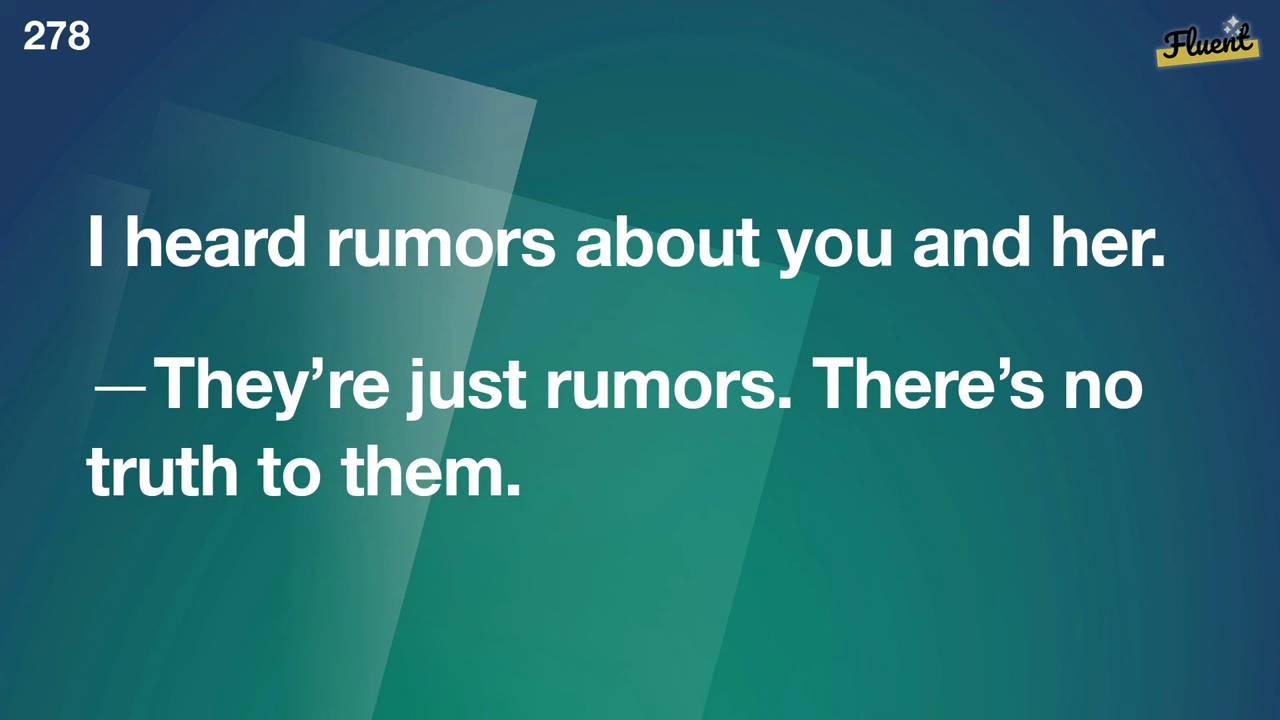 278
Fluent
I heard rumors about you and her.
—They’re just rumors. There’s no
truth to them.